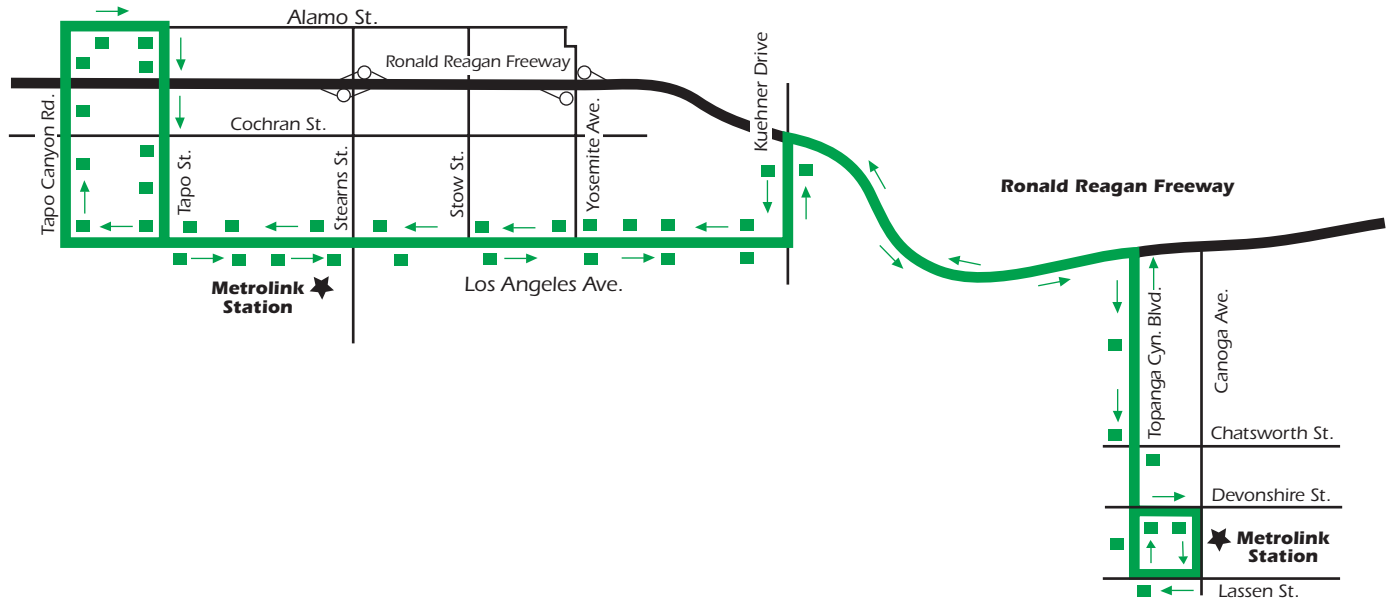 Alamo St.
Ronald Reagan Freeway
Kuehner Drive
Tapo Canyon Rd.
Cochran St.
Tapo St.
Stearns St.
Stow St.
Yosemite Ave.
Ronald Reagan Freeway
Metrolink
Station
Los Angeles Ave.
Topanga Cyn. Blvd.
Canoga Ave.
Chatsworth St.
Devonshire St.
Metrolink
Station
Lassen St.